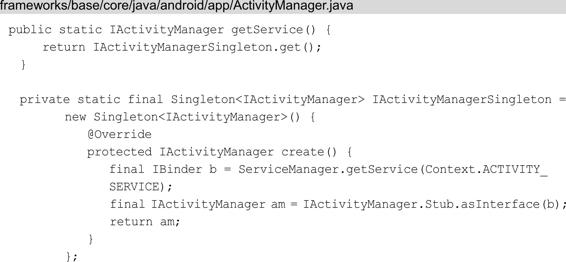 frameworks/base/core/java/android/app/ActivityManager.java
public static IActivityManager getService() {
return IActivityManagerSingleton.get();
}
private static final Singleton<IActivityManager> IActivityManagerSingleton =
new Singleton<IActivityManager>() {
@Override
protected IActivityManager create() {
final IBinder b = ServiceManager.getService(Context.ACTIVITY_
SERVICE);
final IActivityManager am = IActivityManager.Stub.asInterface(b);
return am;
}
};